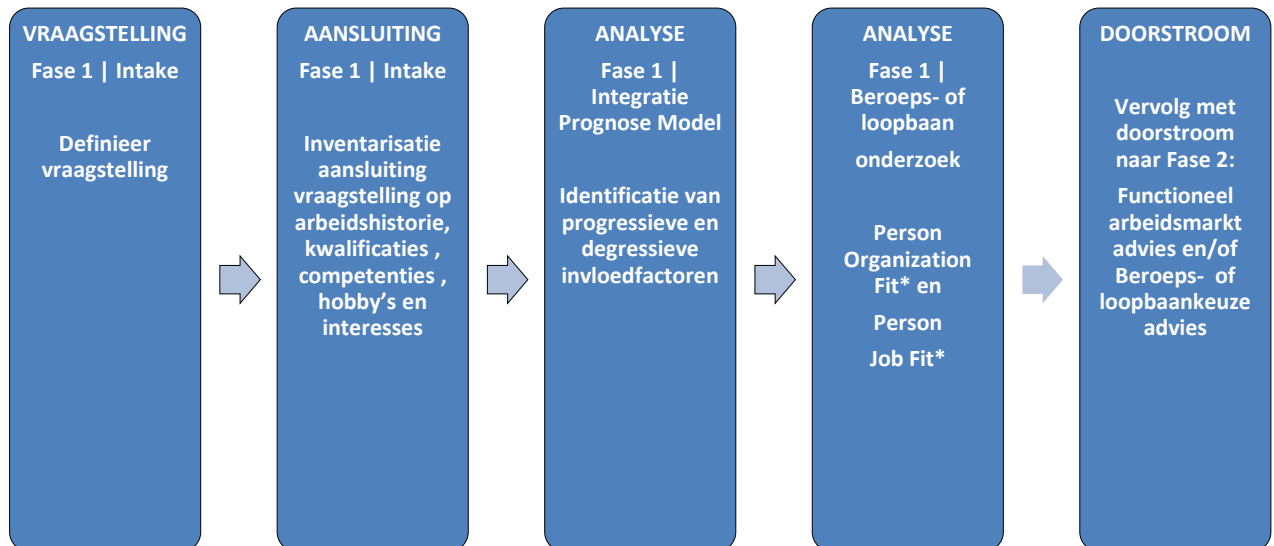 VRAAGSTELLING
Fase 1 | Intake
Definieer
vraagstelling
AANSLUITING
Fase 1 | Intake
Inventarisatie
aansluiting
vraagstelling op
arbeidshistorie,
kwalificaties ,
competenties ,
hobby’s en
interesses
ANALYSE
Fase 1 |
Integratie
Prognose Model
Identificatie van
progressieve en
degressieve
invloedfactoren
ANALYSE
Fase 1 |
Beroeps- of
loopbaan
onderzoek
Person
Organization
Fit* en
Person
Job Fit*
DOORSTROOM
Vervolg met
doorstroom
naar Fase 2:
Functioneel
arbeidsmarkt
advies en/of
Beroeps- of
loopbaankeuze
advies